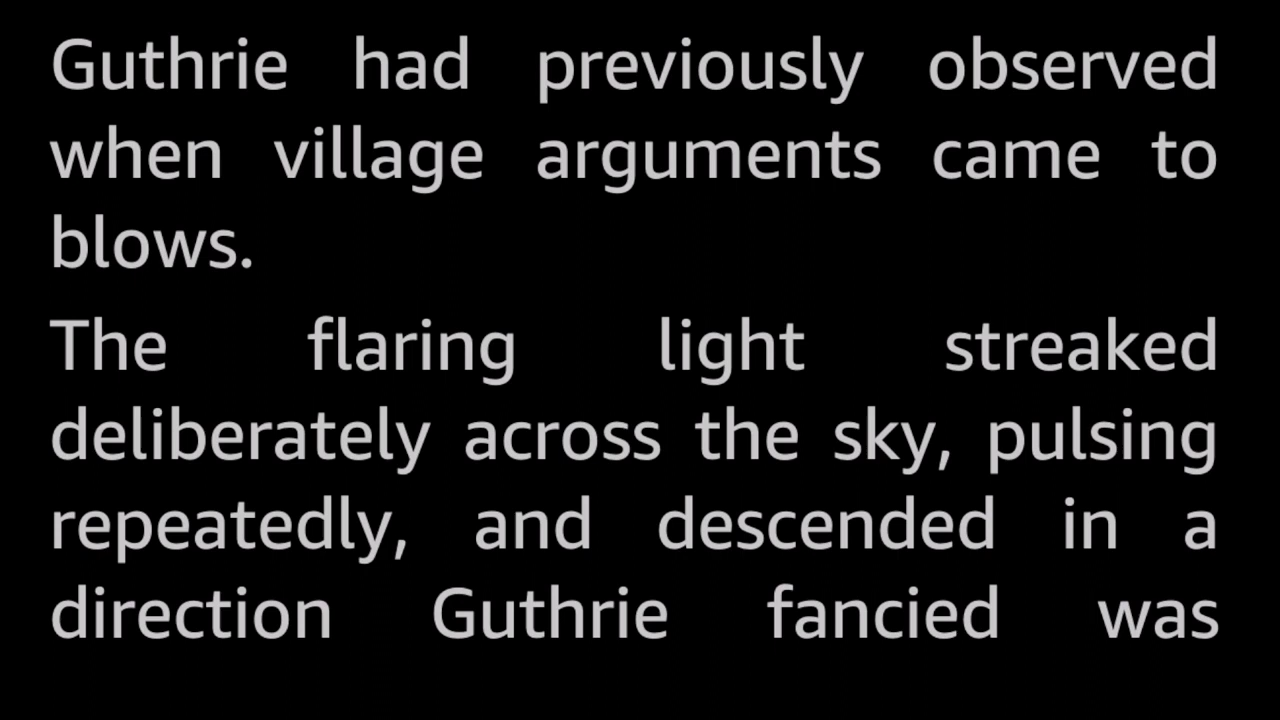 Guthrie had previously observed
when village arguments came to
blows.
The flaring light streaked
deliberately across the sky, pulsing
repeatedly, and descended in a
direction Guthrie fancied was